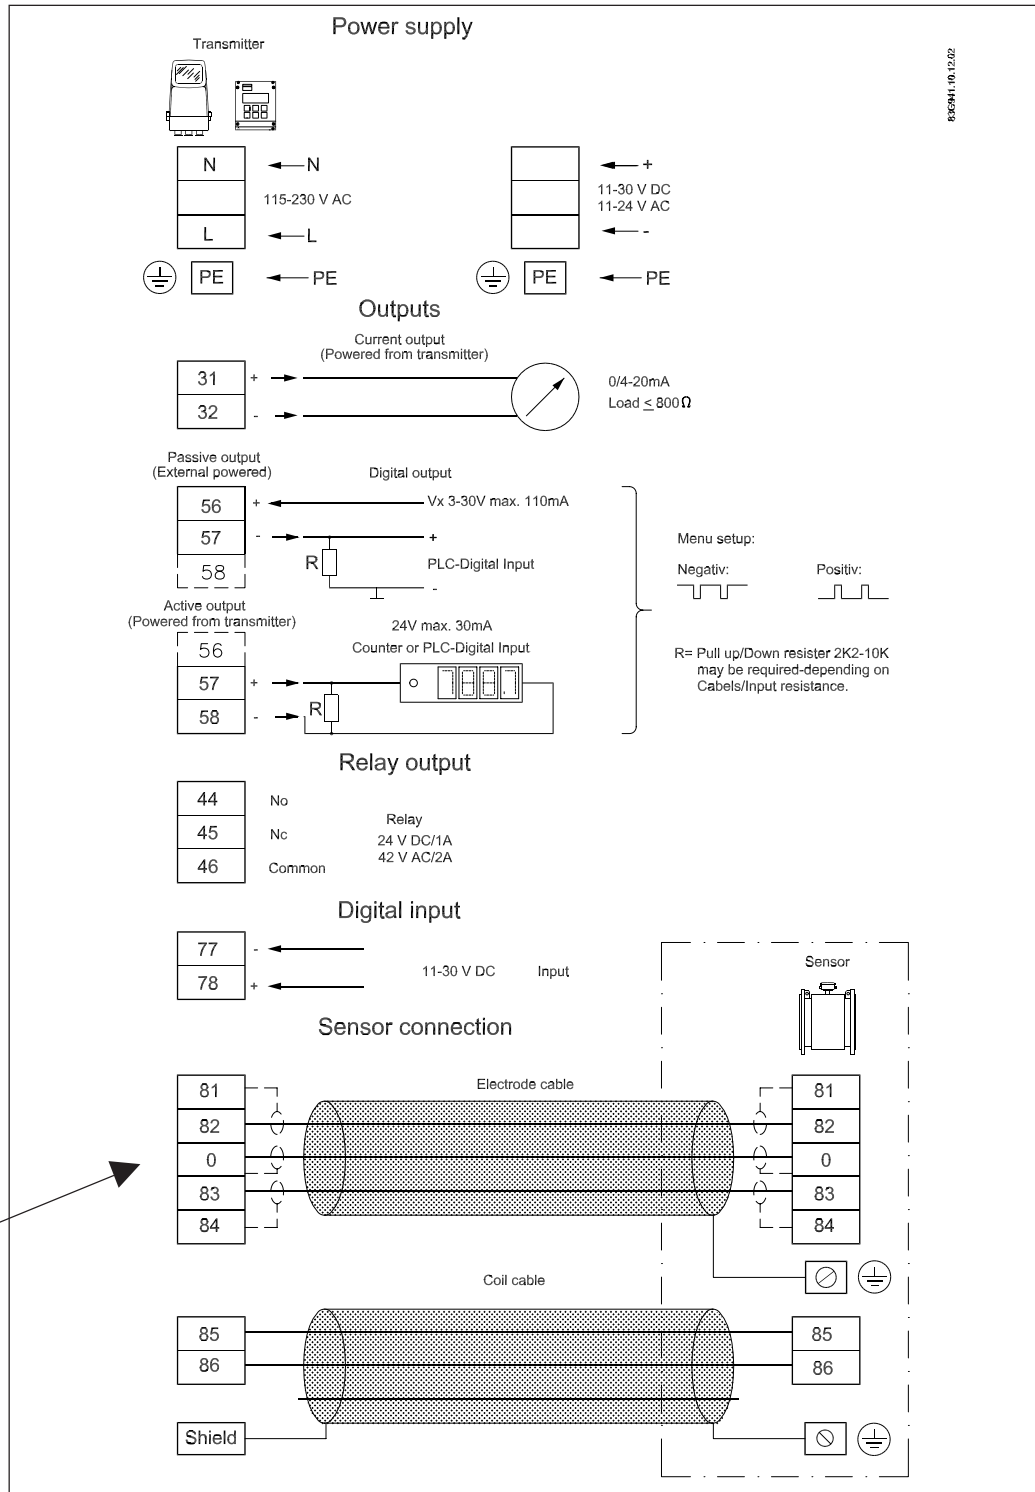 Power supply
Transmitter
83G941.10.12.02
N
N
+
115-230 V AC
11-30 V DC
11-24 V AC
L
L
-
PE
PE
PE
PE
Outputs
Current output
(Powered from transmitter)
31
+
0/4-20mA
32
-
Load ≤ 800Ω
Passive output
(External powered)
Digital output
56
+
Vx 3-30V max. 110mA
57
-
+
Menu setup:
R
PLC-Digital Input
Negativ:
Positiv:
58
-
Active output
(Powered from transmitter)
24V max. 30mA
56
Counter or PLC-Digital Input
R= Pull up/Down resister 2K2-10K
may be required-depending on
Cabels/Input resistance.
57
+
R
58
-
Relay output
44
No
Relay
45
Nc
24 V DC/1A
42 V AC/2A
46
Common
Digital input
77
-
11-30 V DC
Input
78
+
Sensor
Sensor connection
Electrode cable
81
81
82
82
0
0
83
83
84
84
Coil cable
85
85
86
86
Shield